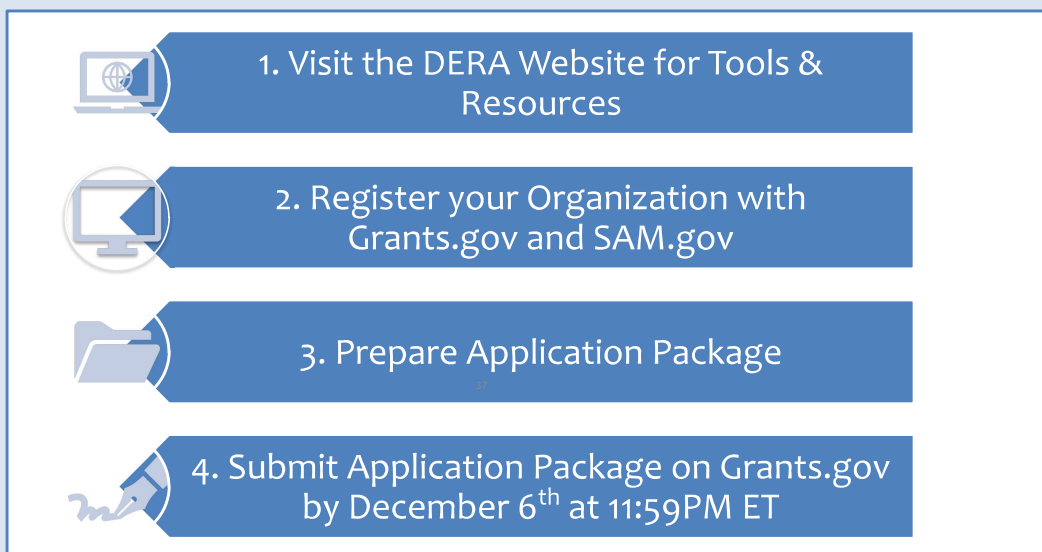 1. Visit the DERA Website for Tools &
Resources
2. Register your Organization with
Grants.gov and SAM.gov
3. Prepare Application Package
37
4. Submit Application Package on Grants.gov
by December 6th at 11:59PM ET